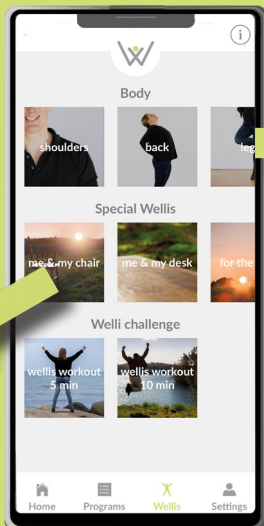 i
W
Body
shoulders
back
leg
Special Wellis
me & my chair
me & my desk
for the
Welli challenge
wellis workout
5 min
wellis workout
10 min
Home
Programs
Wellis
Settings